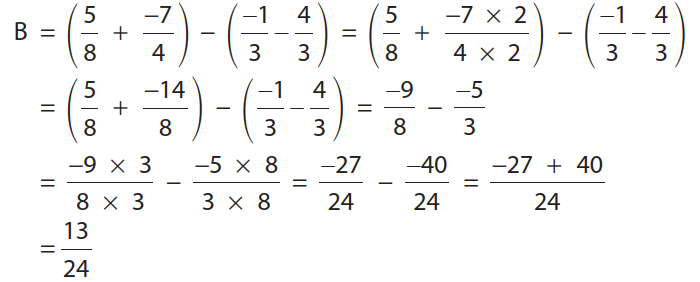 B = (5/8 + –7/4) – (–1/3 – 4/3) = (5/8 + –7 × 2/4 × 2) – (–1/3 – 4/3)
= (5/8 + –14/8) – (–1/3 – 4/3) = –9/8 – –5/3
= –9 × 3/8 × 3 – –5 × 8/3 × 8 = –27/24 – –40/24 = –27 + 40/24
= 13/24